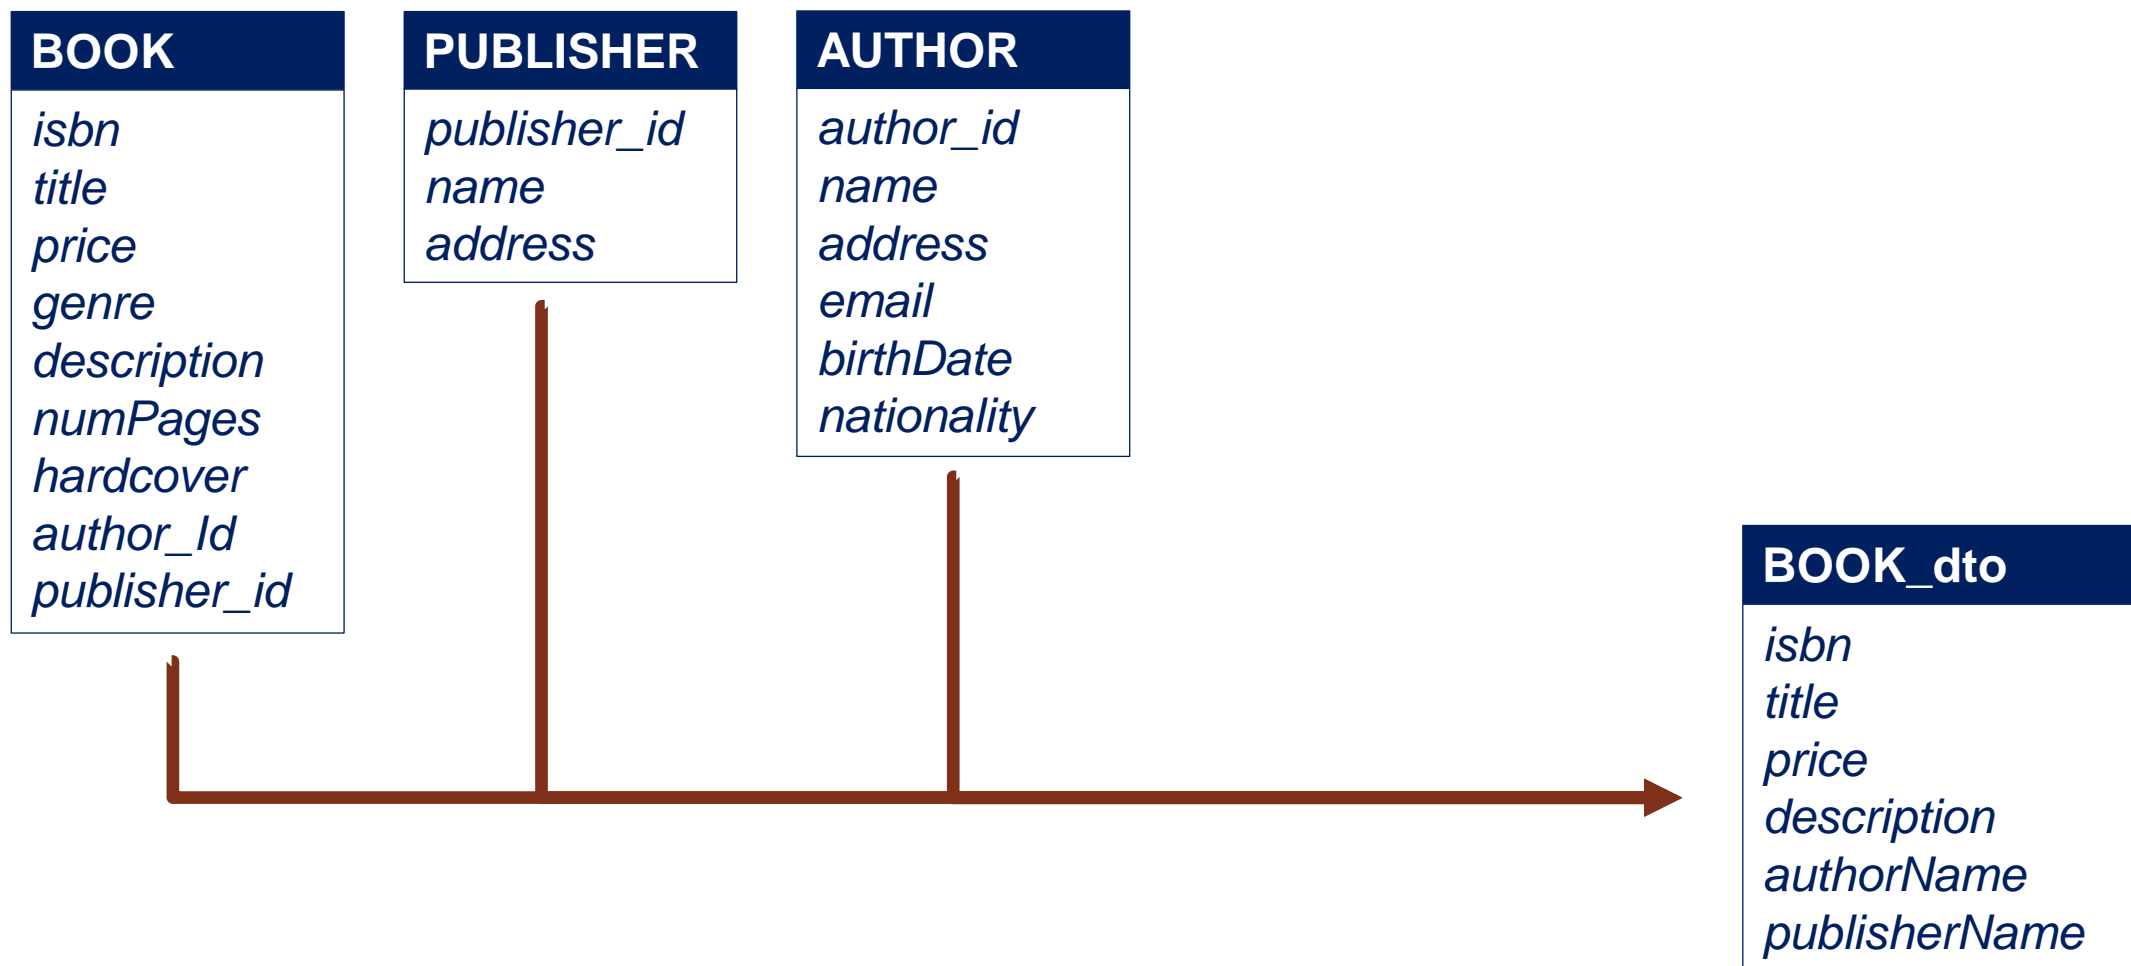 BOOK
isbn
title
price
genre
description
numPages
hardcover
author_Id
publisher_id
PUBLISHER
publisher_id
name
address
AUTHOR
author_id
name
address
email
birthDate
nationality
BOOK_dto
isbn
title
price
description
authorName
publisherName